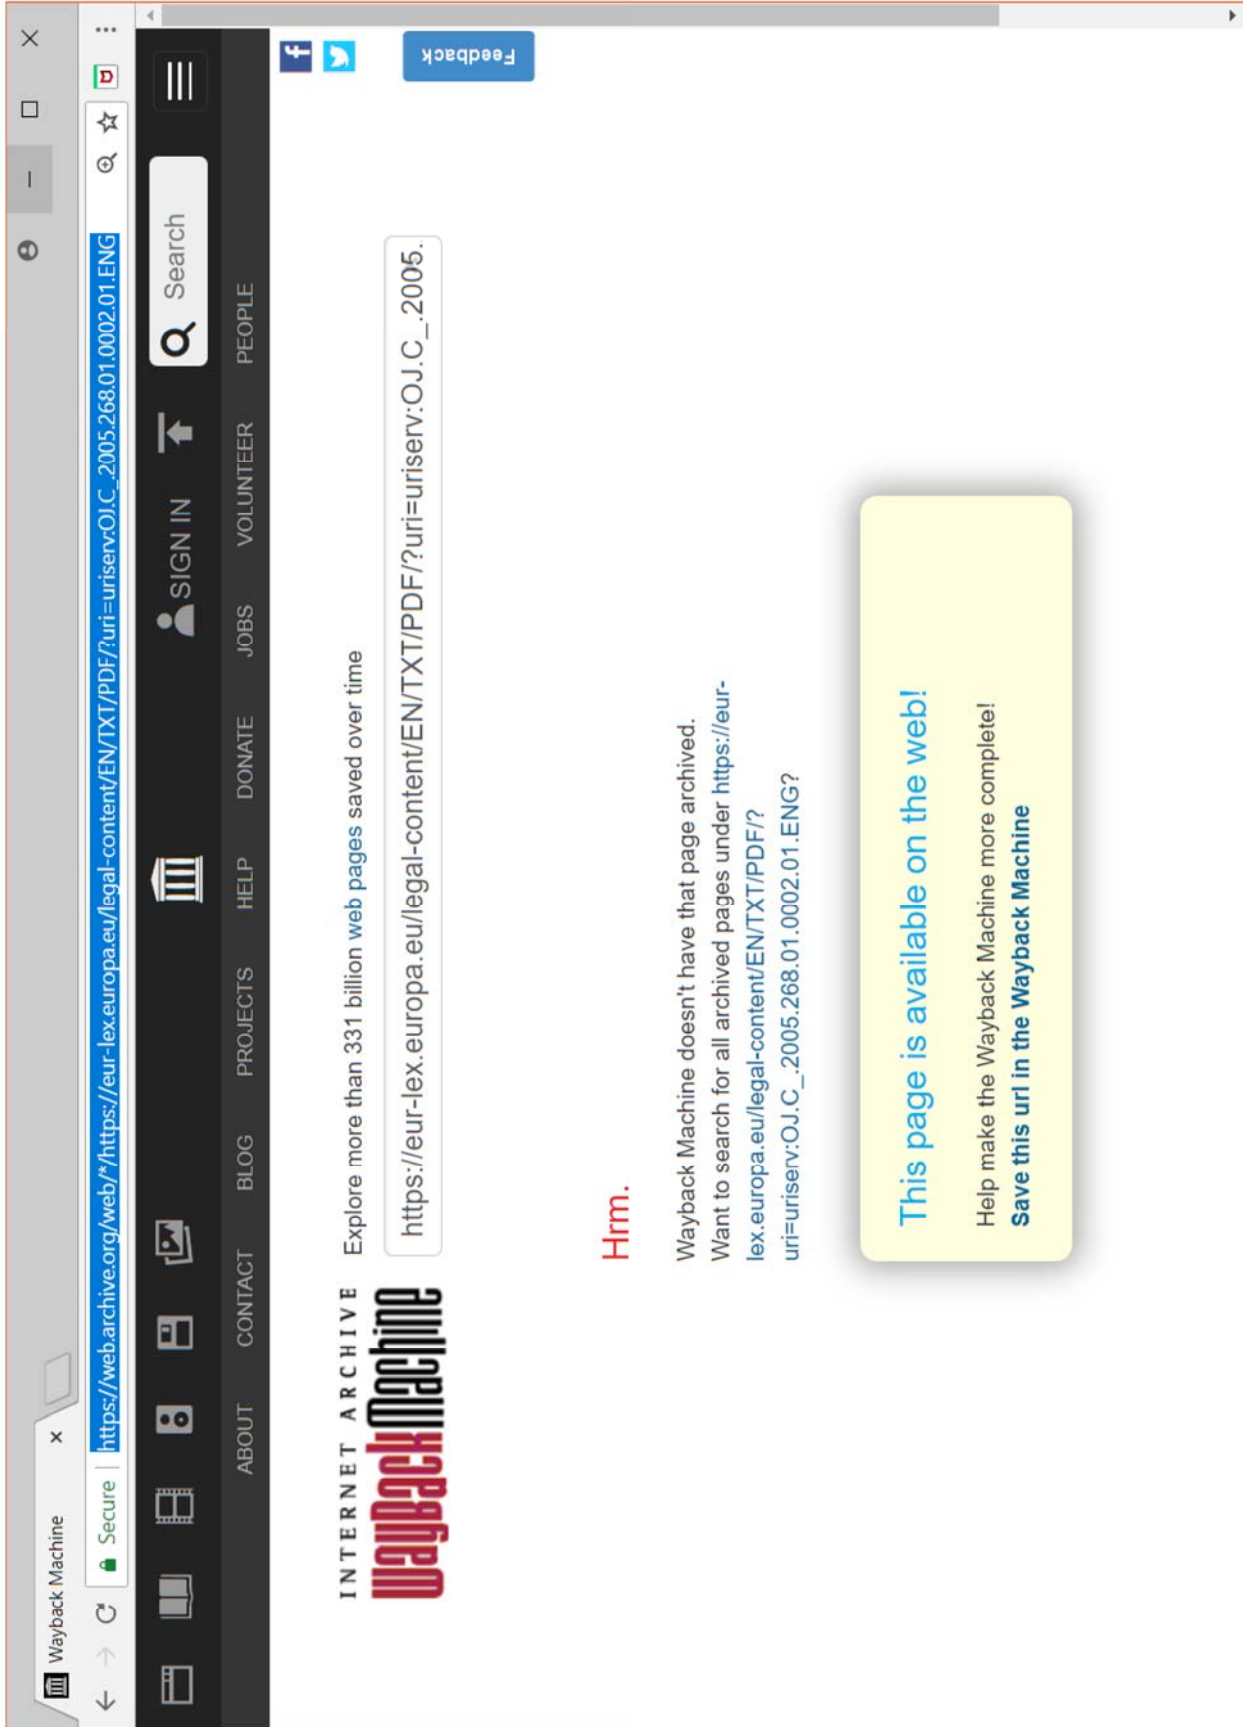 Wayback Machine
Secure
https://web.archive.org/web/*/https://eur-lex.europa.eu/legal-content/EN/TXT/PDF/?uri=uriserv:OJ.C_.2005.268.01.0002.01.ENG
SIGN IN
Search
ABOUT
CONTACT
BLOG
PROJECTS
HELP
DONATE
JOBS
VOLUNTEER
PEOPLE
INTERNET ARCHIVE
WayBackMachine
Explore more than 331 billion web pages saved over time
https://eur-lex.europa.eu/legal-content/EN/TXT/PDF/?uri=uriserv:OJ.C_.2005.
Feedback
Hrm.
Wayback Machine doesn't have that page archived.
Want to search for all archived pages under https://eur-
lex.europa.eu/legal-content/EN/TXT/PDF/?
uri=uriserv:OJ.C_.2005.268.01.0002.01.ENG?
This page is available on the web!
Help make the Wayback Machine more complete!
Save this url in the Wayback Machine